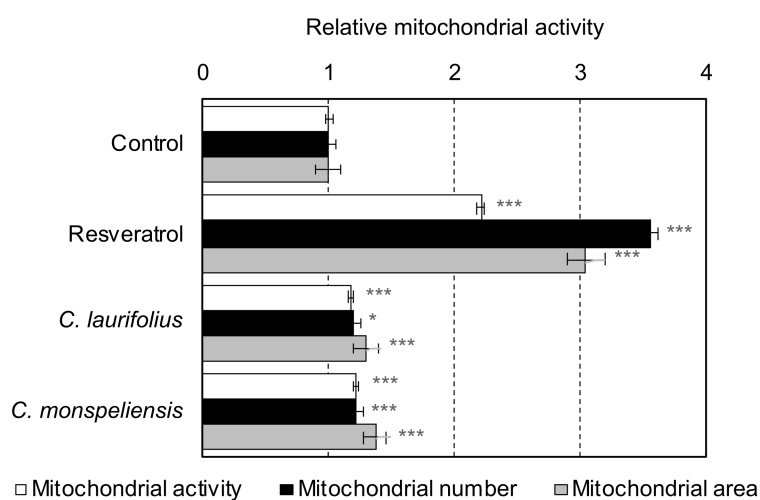 Relative mitochondrial activity
0 1 2 3 4
Control
Resveratrol
***
***
***
C. laurifolius
***
*
***
C. monspeliensis
***
***
***
Mitochondrial activity Mitochondrial number Mitochondrial area